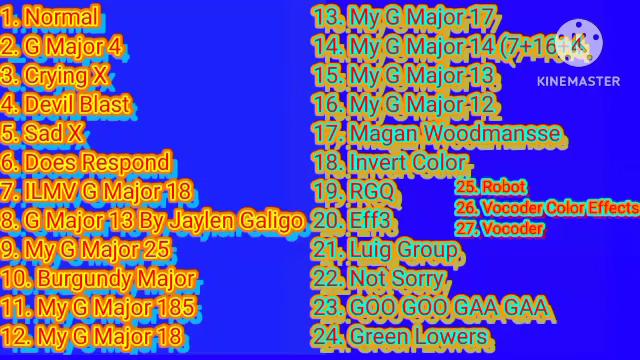 1. Normal
2. G Major 4
3. Crying X
4. Devil Blast
5. Sad X
6. Does Respond
7. ILMV G Major 18
8. G Major 13 By Jaylen Galigo
9. My G Major 25
10. Burgundy Major
11. My G Major 185
12. My G Major 18
13. My G Major 17
14. My G Major 14 (7+16+
15. My G Major 13
16. My G Major 12
17. Magan Woodmansse
18. Invert Color
19. RGQ
20. Eff3
21. Luig Group
22. Not Sorry
23. GOO GOO GAA GAA
24. Green Lowers
25. Robot
26. Vocoder Color Effects
27. Vocoder
KINEMASTER